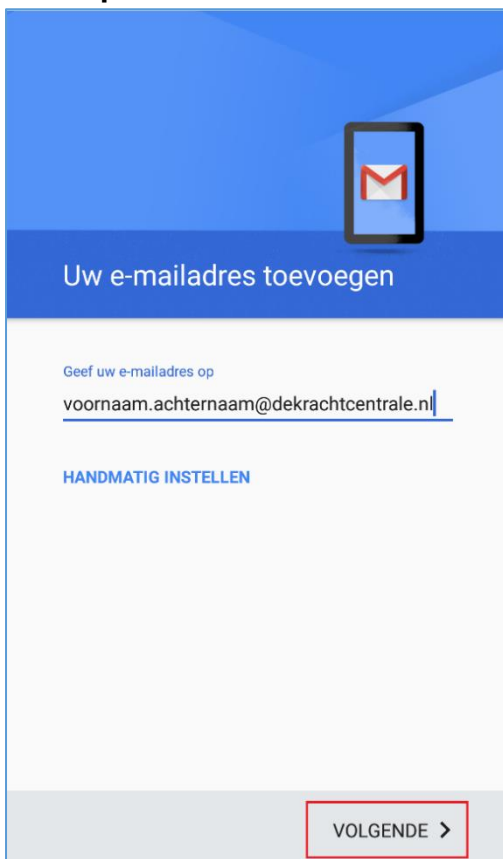 Uw e-mailadres toevoegen
Geef uw e-mailadres op
voornaam.achternaam@dekrachtcentrale.nl
HANDMATIG INSTELLEN
VOLGENDE